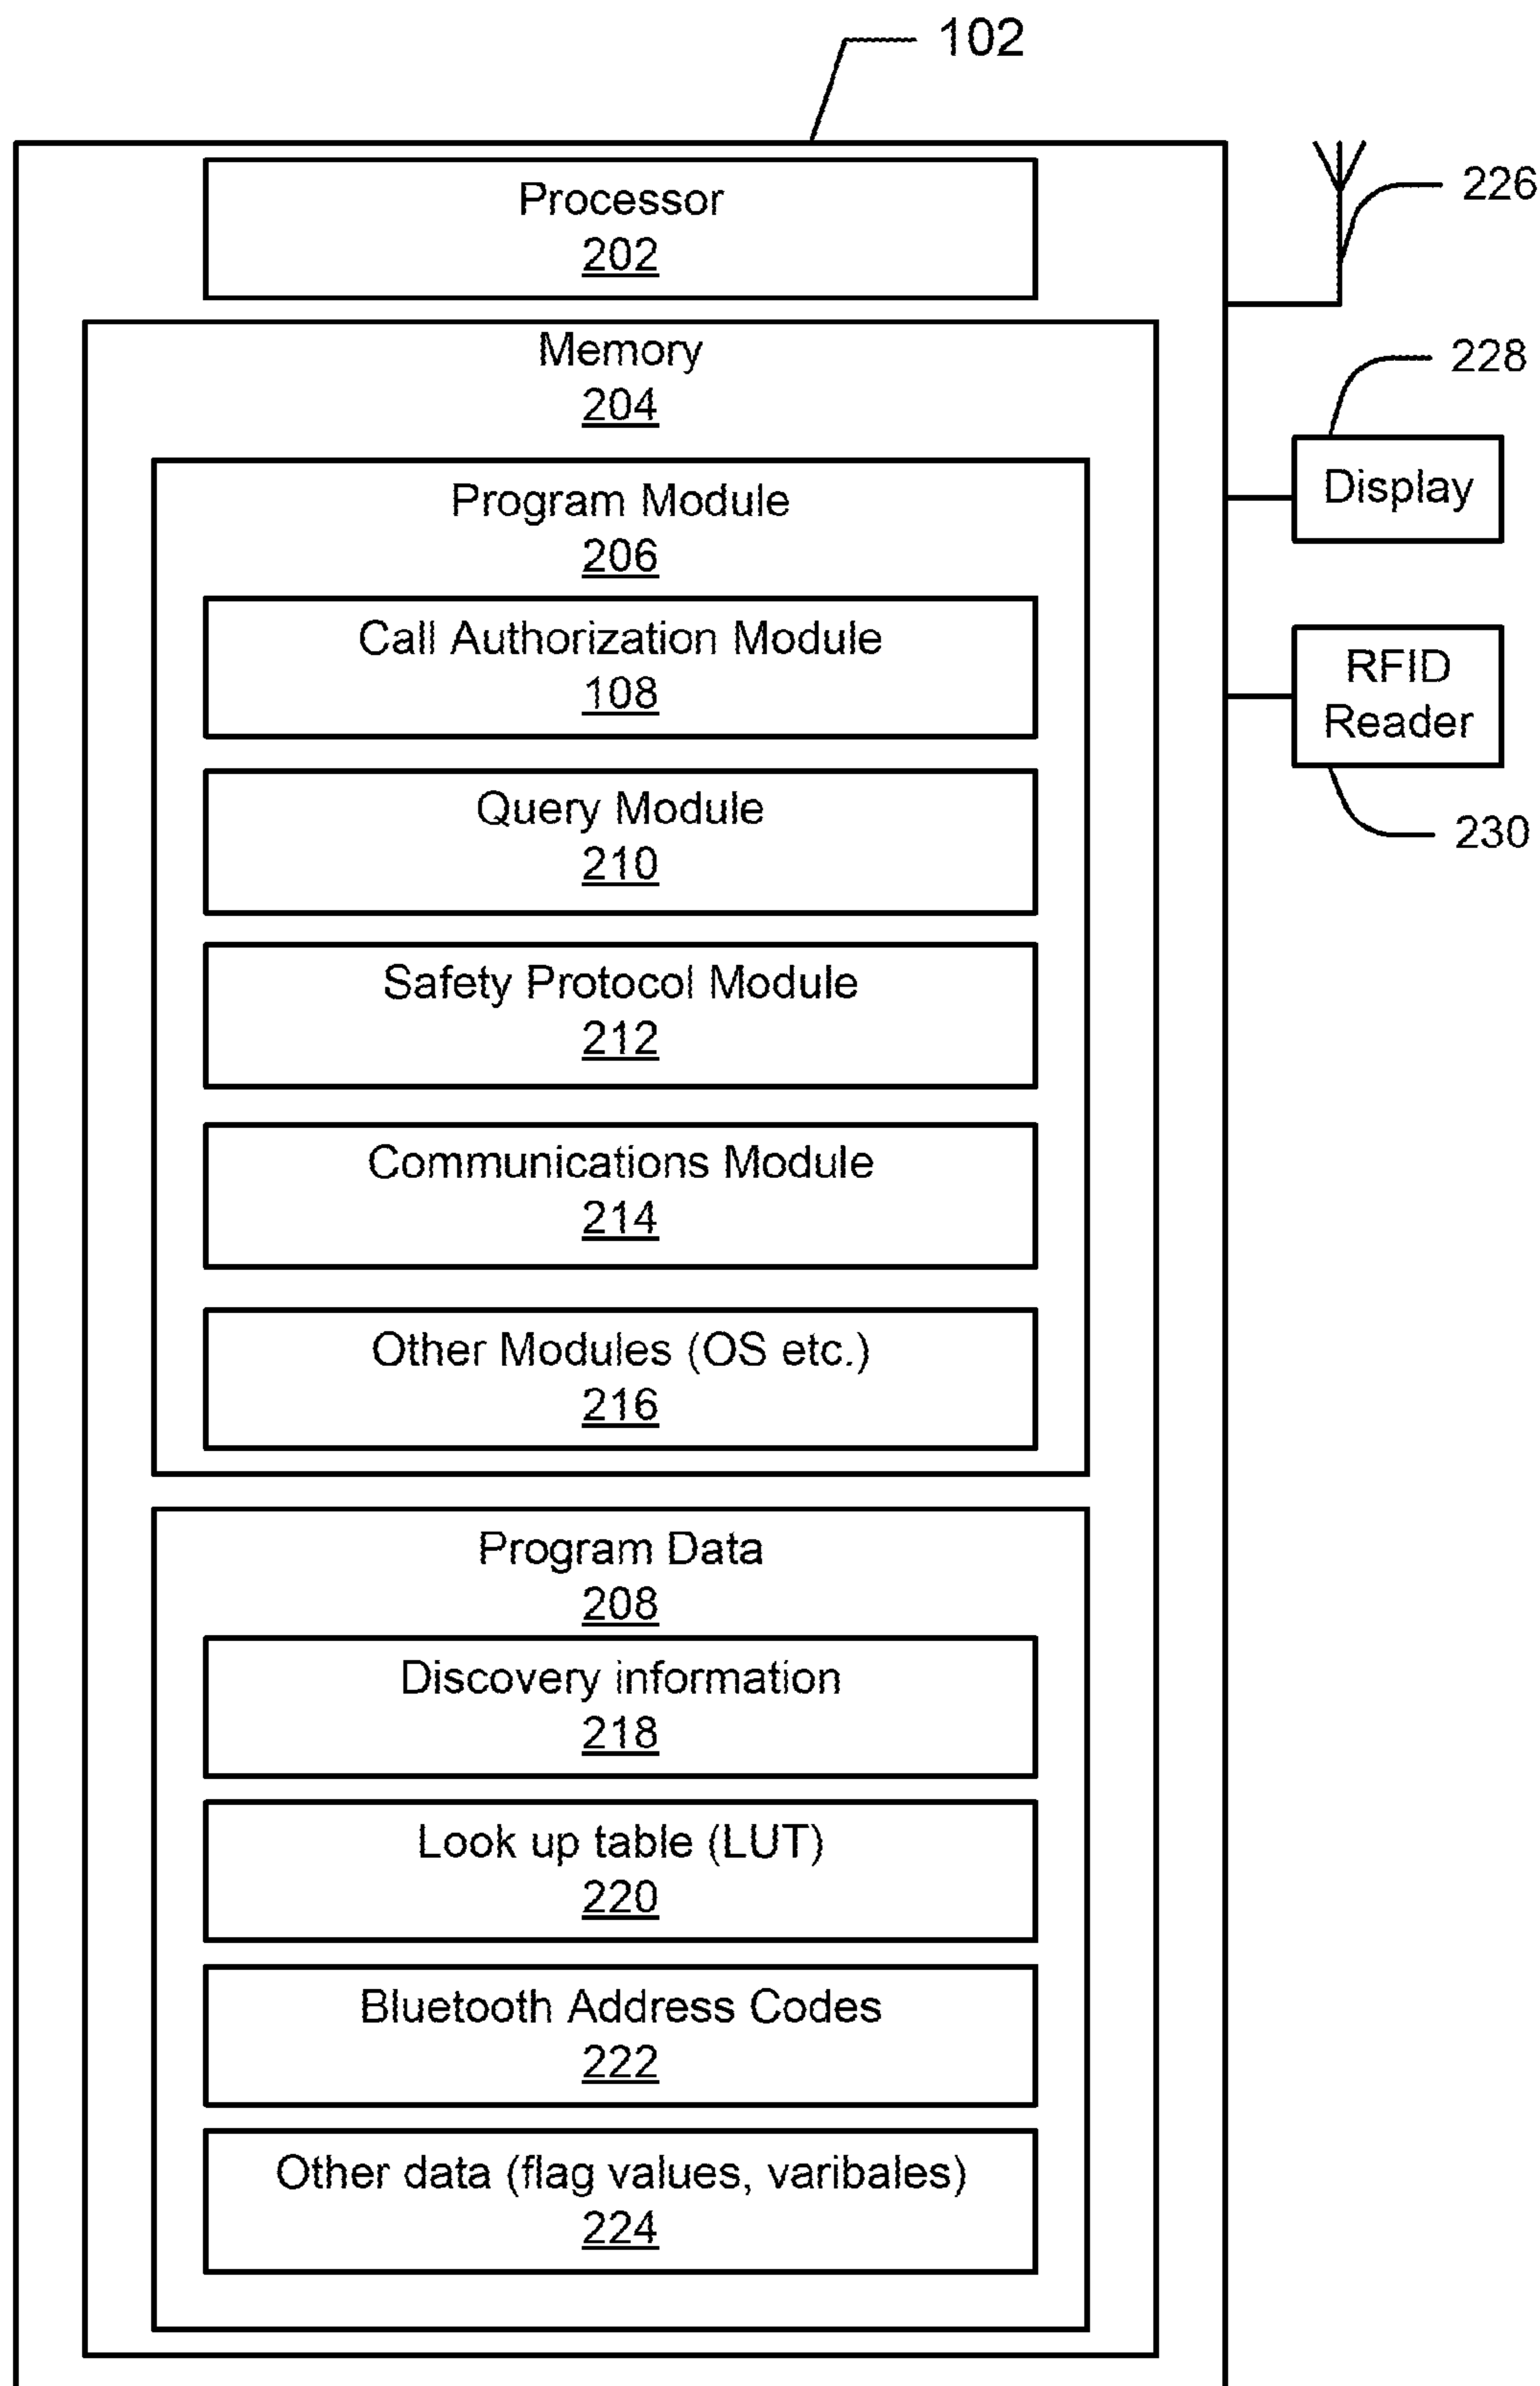 102
Processor
202
226
Memory
204
228
Display
Program Module
206
Call Authorization Module
108
RFID
Reader
230
Query Module
210
Safety Protocol Module
212
Communications Module
214
Other Modules (OS etc.)
216
Program Data
208
Discovery information
218
Look up table (LUT)
220
Bluetooth Address Codes
222
Other data (flag values, varibales)
224